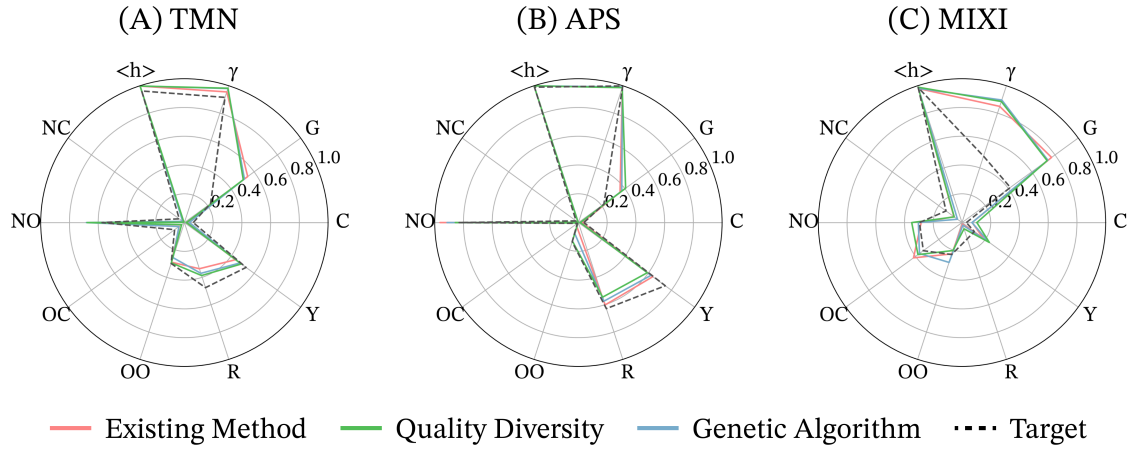 (A) TMN
(B) APS
(C) MIXI
<h>
γ
G
NC
NO
OC
OO
R
Y
C
0.2
0.4
0.6
0.8
1.0
<h>
γ
G
NC
NO
OC
OO
R
Y
C
0.2
0.4
0.6
0.8
1.0
<h>
γ
G
NC
NO
OC
OO
R
Y
C
0.2
0.4
0.6
0.8
1.0
Existing Method
Quality Diversity
Genetic Algorithm
Target